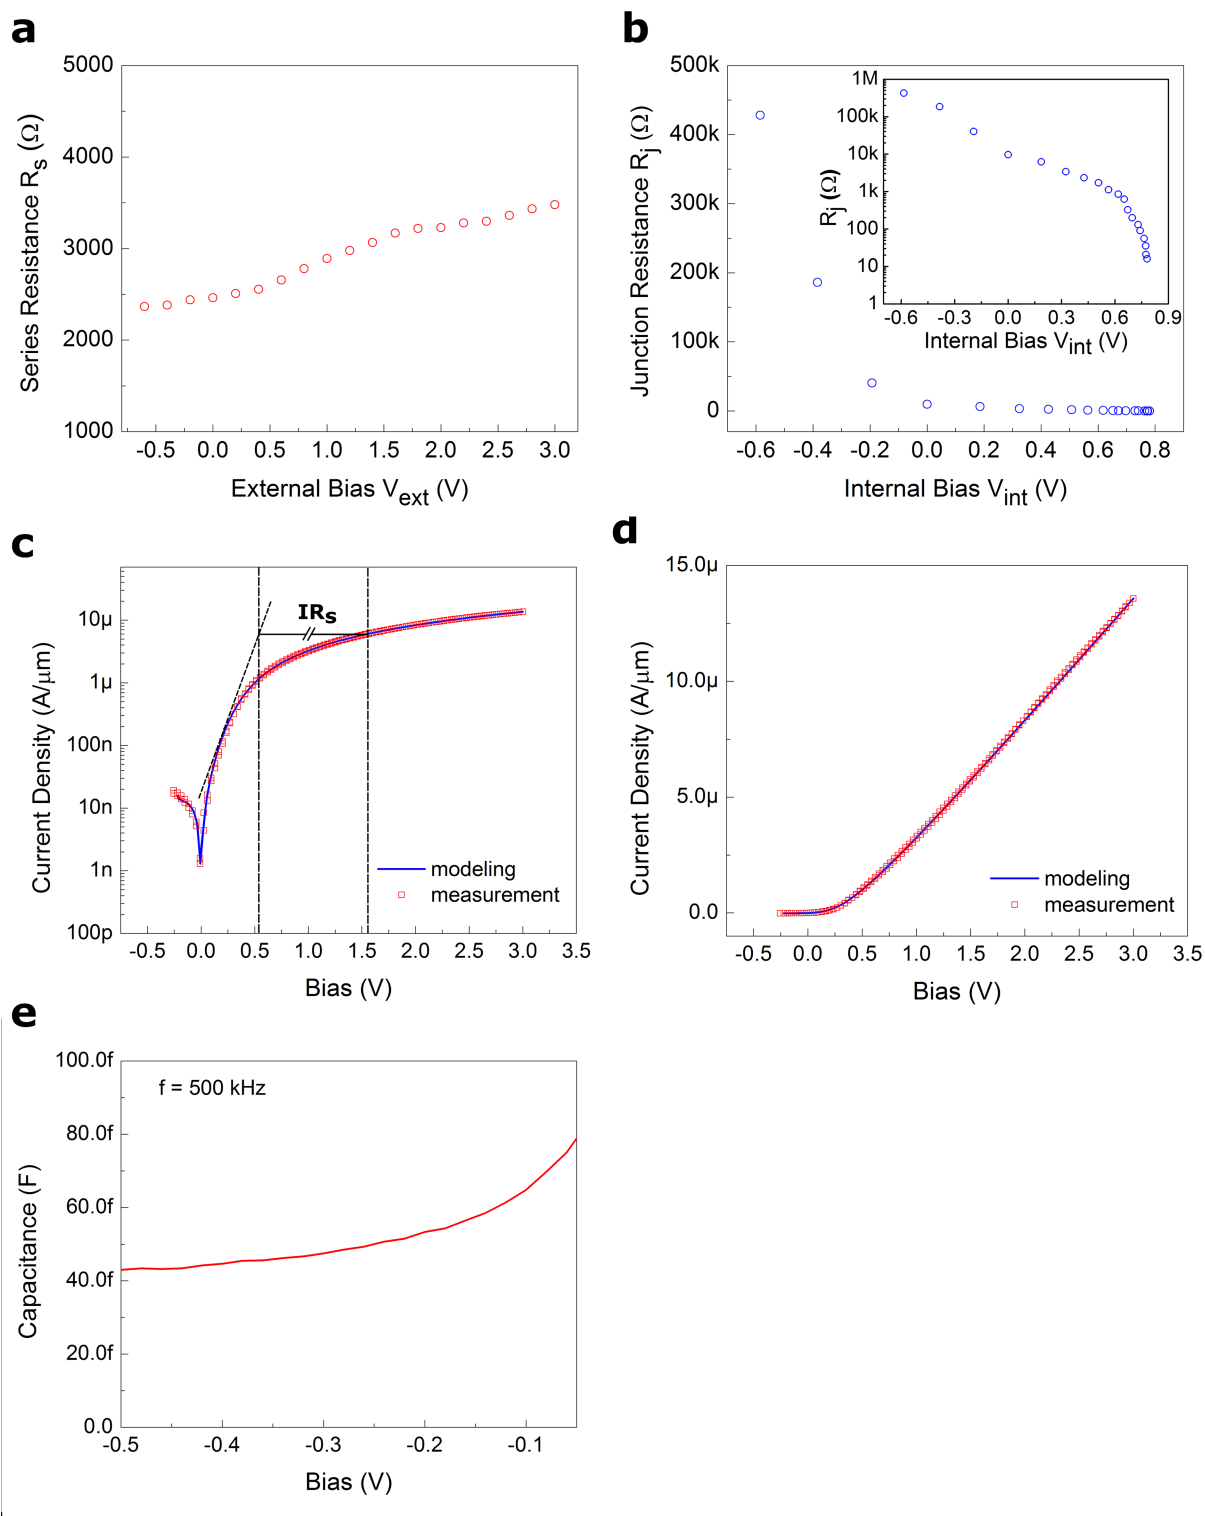 a
5000
4000
3000
2000
1000
Series Resistance Rs (Ω)
-0.5 0.0 0.5 1.0 1.5 2.0 2.5 3.0
External Bias Vext (V)
b
500k
400k
300k
200k
100k
0
Junction Resistance Rj (Ω)
-0.6 -0.4 -0.2 0.0 0.2 0.4 0.6 0.8
Internal Bias Vint (V)
1M
100k
10k
1k
100
10
1
Rj (Ω)
-0.6 -0.3 0.0 0.3 0.6 0.9
Internal Bias Vint (V)
c
10µ
1µ
100n
10n
1n
100p
Current Density (A/µm)
IRs
modeling
measurement
-0.5 0.0 0.5 1.0 1.5 2.0 2.5 3.0 3.5
Bias (V)
d
15.0µ
10.0µ
5.0µ
0.0
Current Density (A/µm)
modeling
measurement
-0.5 0.0 0.5 1.0 1.5 2.0 2.5 3.0 3.5
Bias (V)
e
100.0f
80.0f
60.0f
40.0f
20.0f
0.0
Capacitance (F)
f = 500 kHz
-0.5 -0.4 -0.3 -0.2 -0.1
Bias (V)